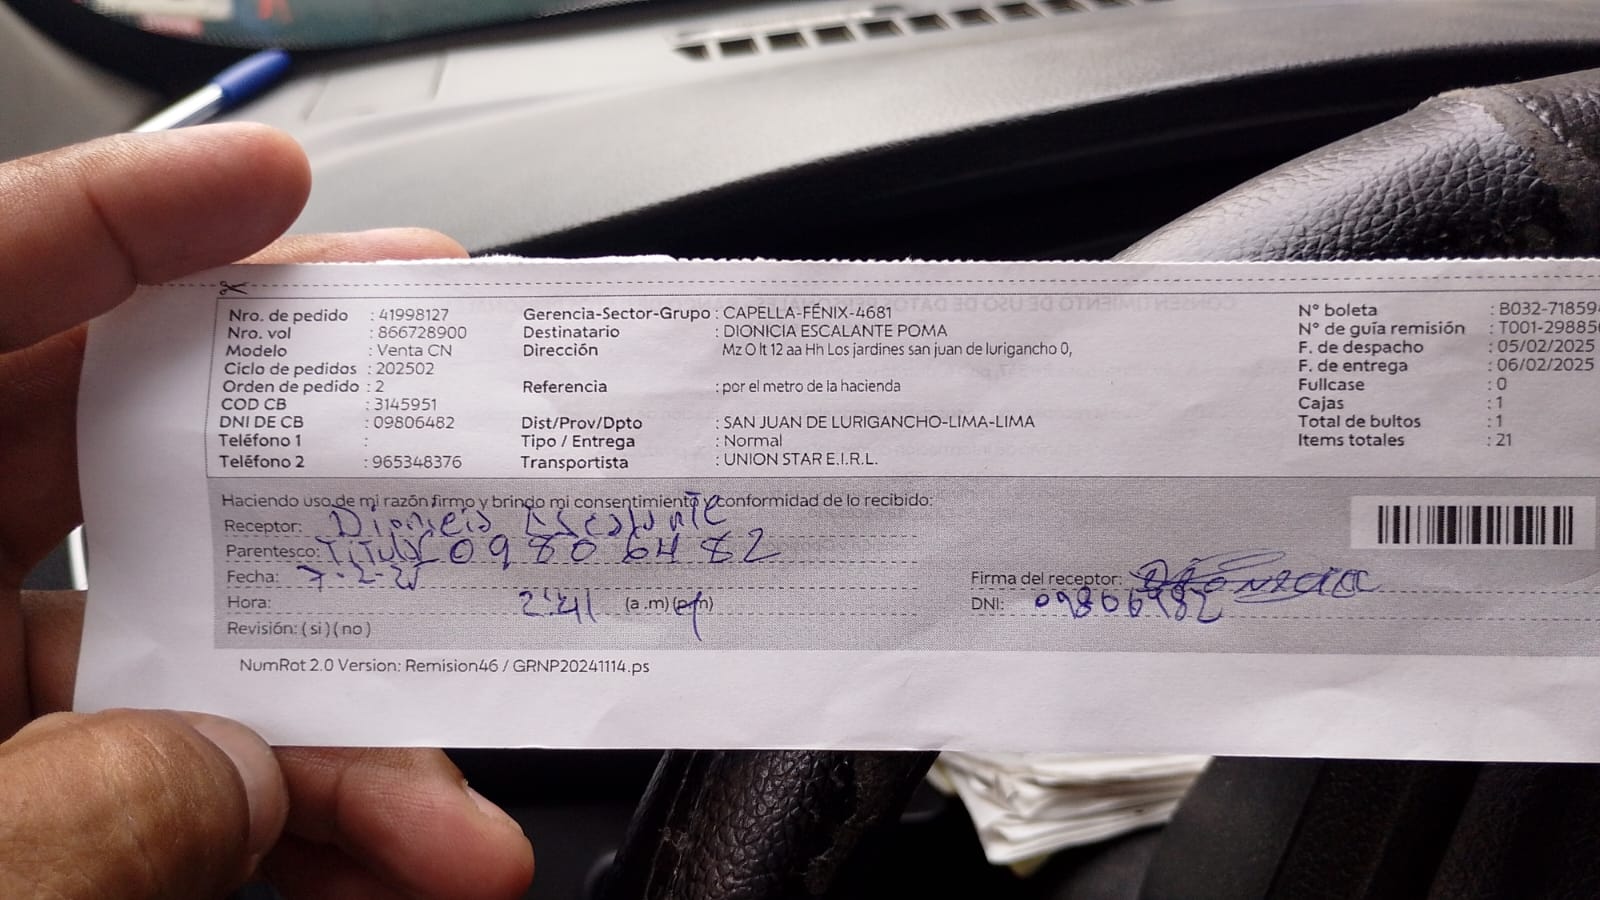 Nro. de pedido : 41998127
Nro. vol : 866728900
Modelo : Venta CN
Ciclo de pedidos : 202502
Orden de pedido : 2
COD CB : 3145951
DNI DE CB : 09806482
Teléfono 1 :
Teléfono 2 : 965348376
Gerencia-Sector-Grupo : CAPELLA-FÉNIX-4681
Destinatario : DIONICIA ESCALANTE POMA
Dirección Mz O lt 12 aa Hh Los jardines san juan de lurigancho 0,
Referencia : por el metro de la hacienda
Dist/Prov/Dpto : SAN JUAN DE LURIGANCHO-LIMA-LIMA
Tipo / Entrega : Normal
Transportista : UNION STAR E.I.R.L.
N° boleta : B032-71859
N° de guía remisión : T001-29885
F. de despacho : 05/02/2025
F. de entrega : 06/02/2025
Fullcase : 0
Cajas : 1
Total de bultos : 1
Items totales : 21
Haciendo uso de mi razón firmo y brindo mi consentimiento y conformidad de lo recibido:
Receptor: Dionicia Escalante
Parentesco: Titular 09806482
Fecha: 7-2-25
Hora: 2:41 (a.m) (p.m)
Revisión: ( si ) ( no )
Firma del receptor:
DNI: 09806482
NumRot 2.0 Version: Remision46 / GRNP20241114.ps